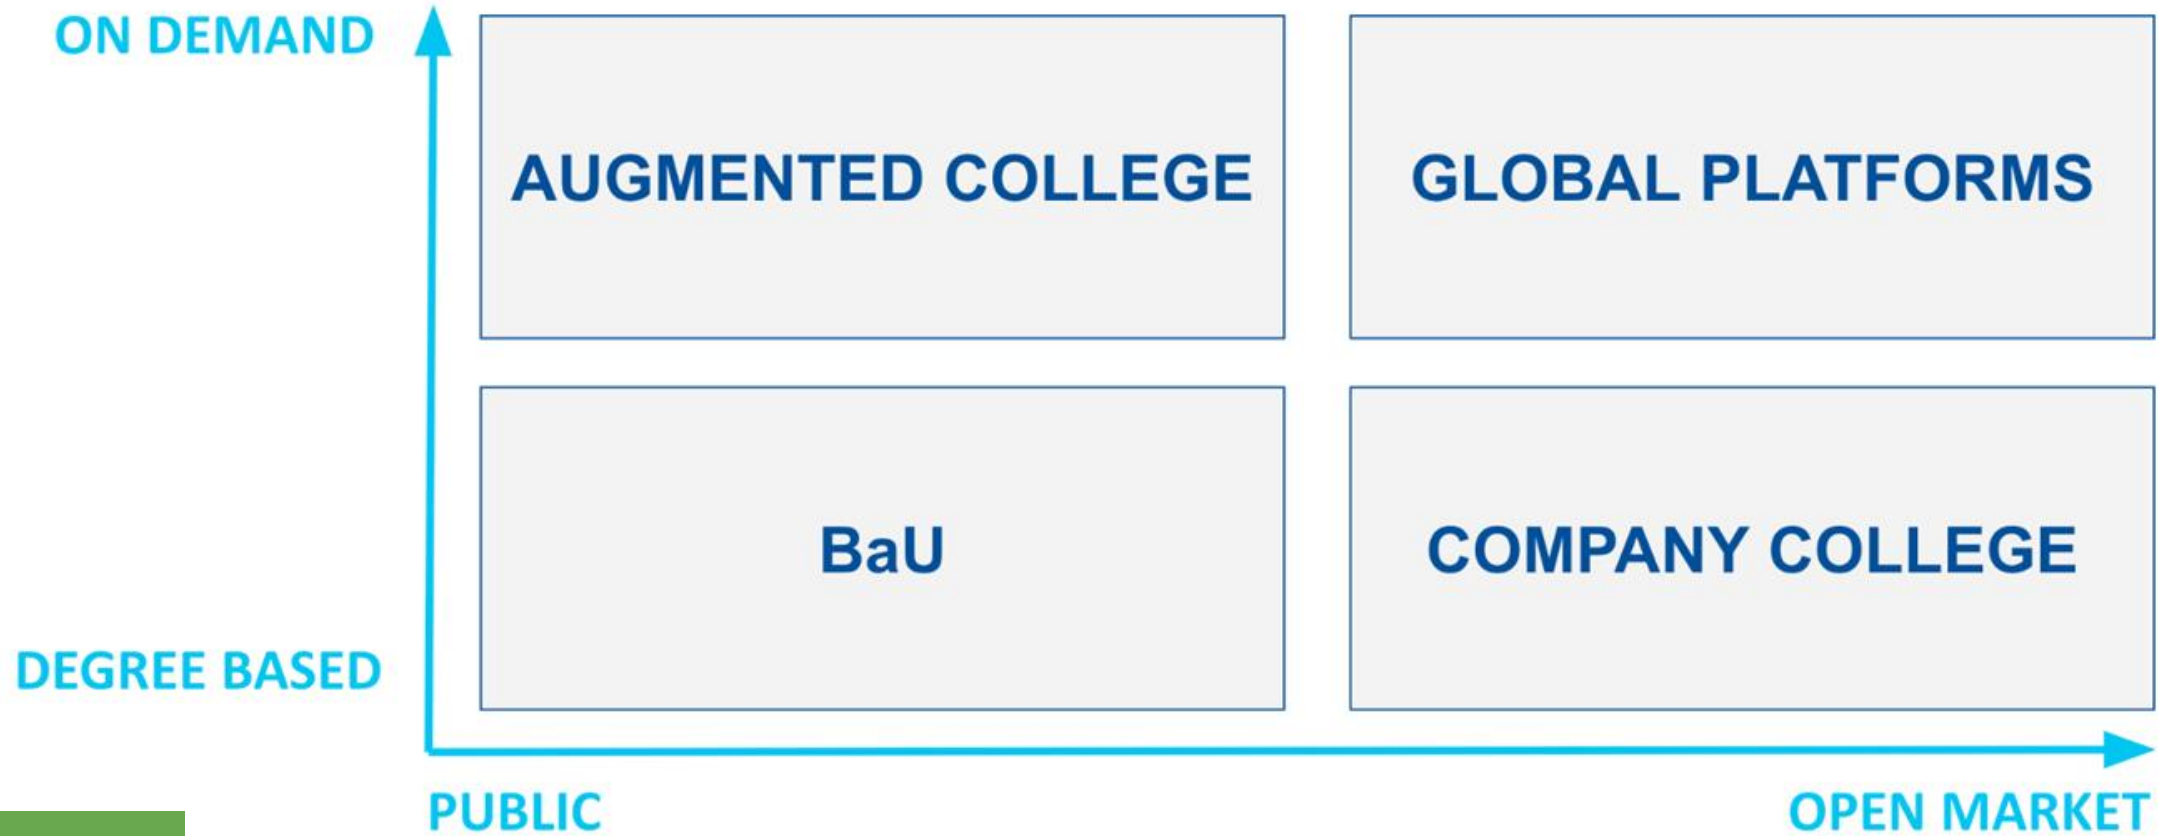 ON DEMAND
AUGMENTED COLLEGE
GLOBAL PLATFORMS
BaU
COMPANY COLLEGE
DEGREE BASED
PUBLIC
OPEN MARKET